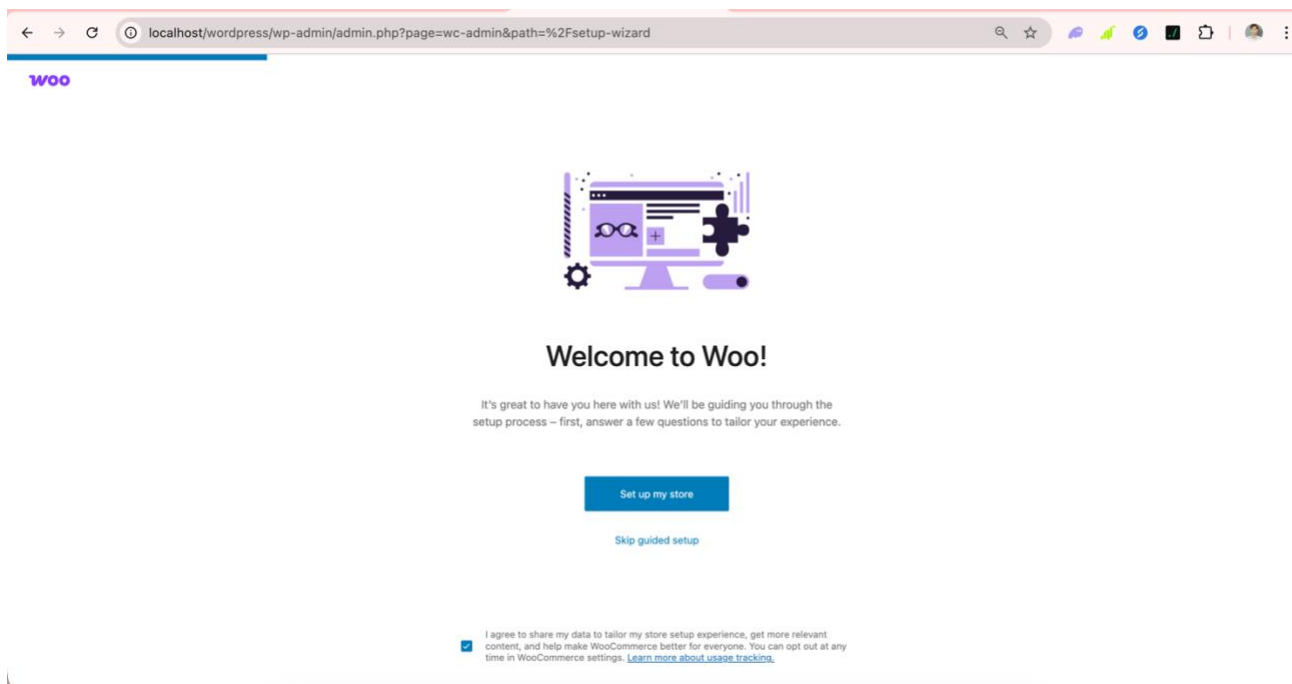 localhost/wordpress/wp-admin/admin.php?page=wc-admin&path=%2Fsetup-wizard
woo
Welcome to Woo!
It's great to have you here with us! We'll be guiding you through the
setup process – first, answer a few questions to tailor your experience.
Set up my store
Skip guided setup
I agree to share my data to tailor my store setup experience, get more relevant
content, and help make WooCommerce better for everyone. You can opt out at any
time in WooCommerce settings. Learn more about usage tracking.